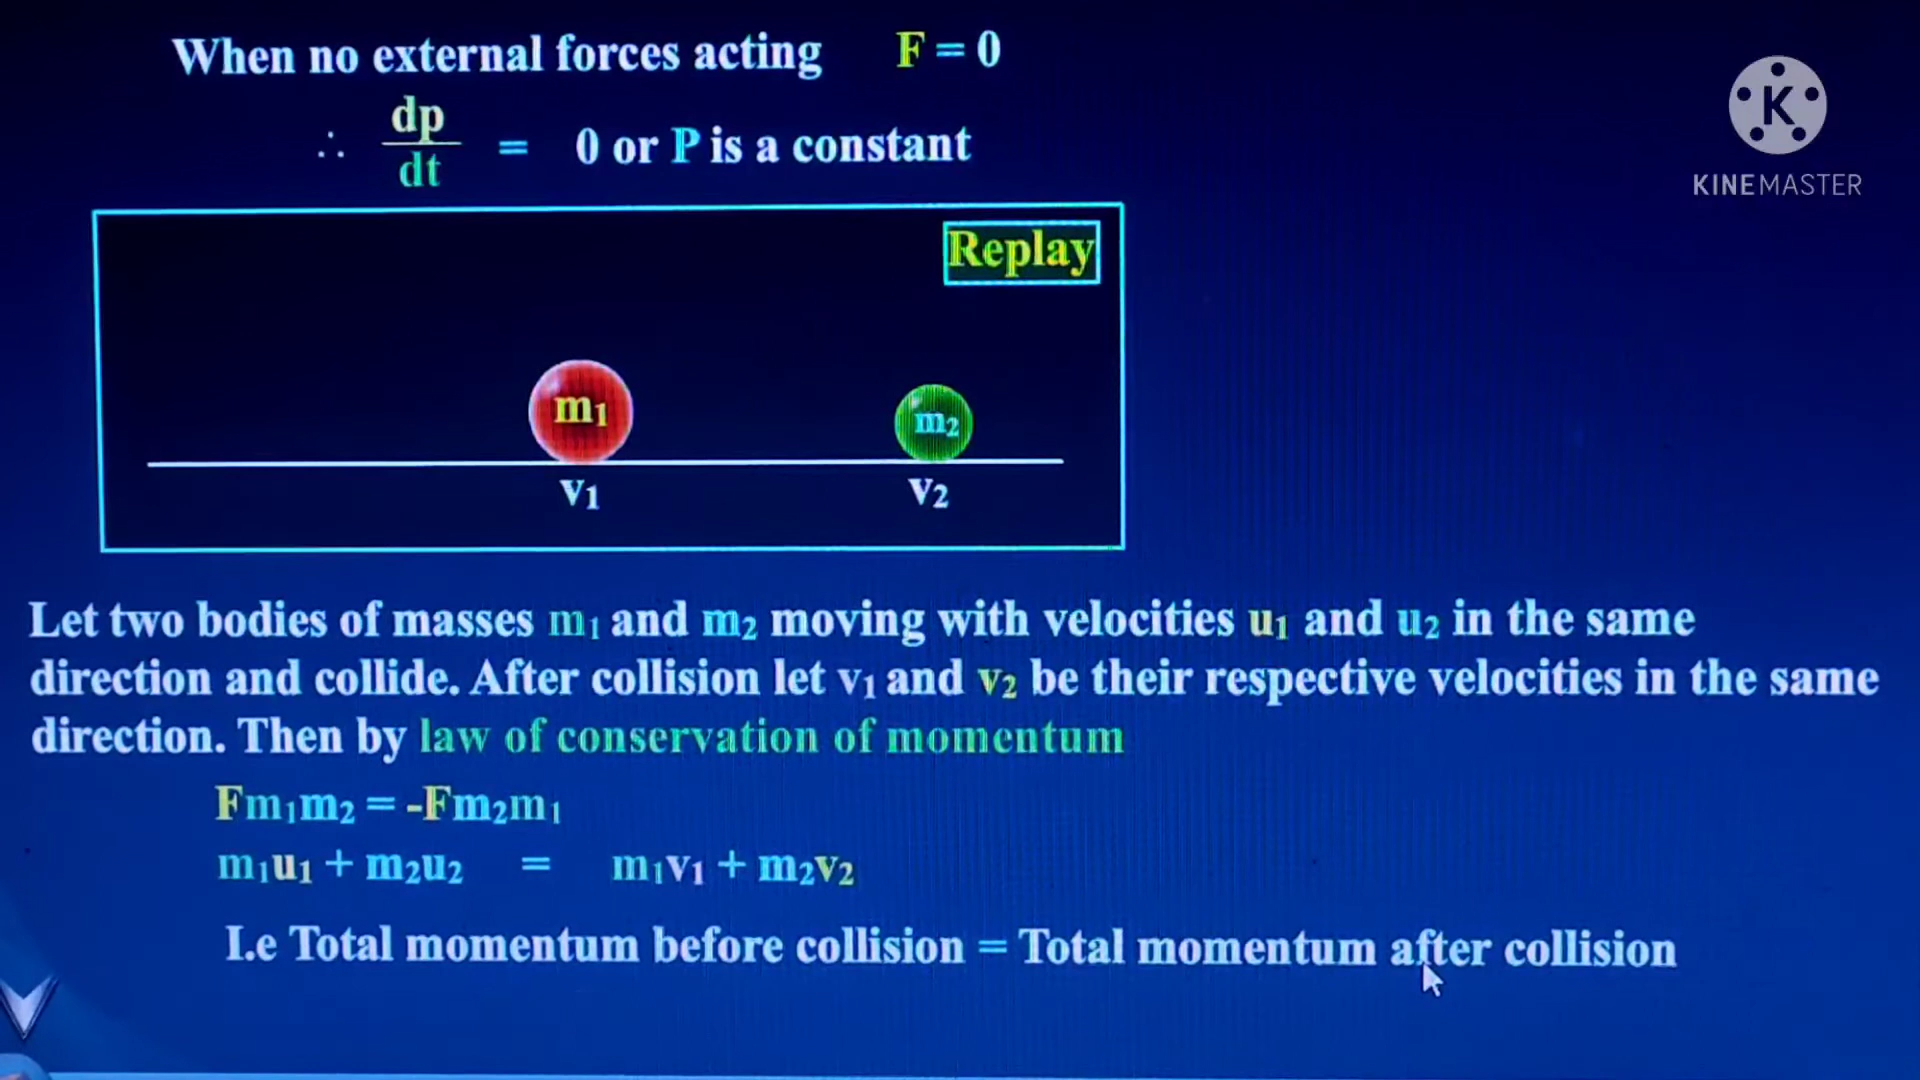 When no external forces acting F = 0
∴ dp/dt = 0 or P is a constant
K
KINEMASTER
Replay
m₁ m₂
v₁ v₂
Let two bodies of masses m₁ and m₂ moving with velocities u₁ and u₂ in the same
direction and collide. After collision let v₁ and v₂ be their respective velocities in the same
direction. Then by law of conservation of momentum
Fm₁m₂ = -Fm₂m₁
m₁u₁ + m₂u₂ = m₁v₁ + m₂v₂
I.e Total momentum before collision = Total momentum after collision